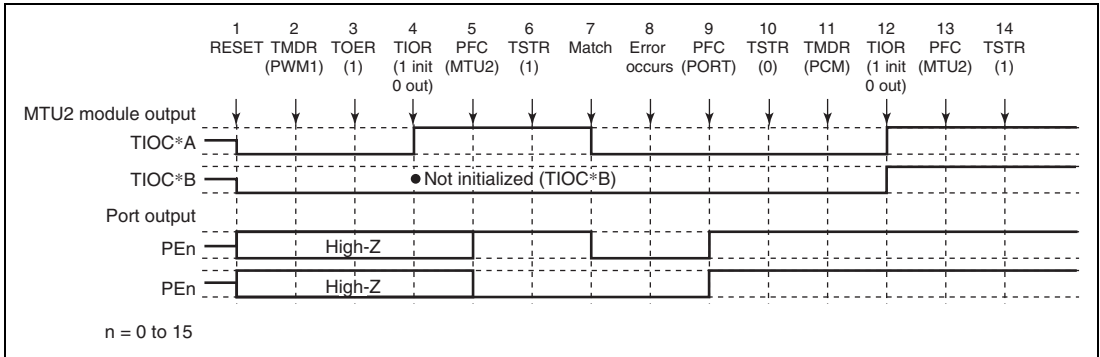 1 2 3 4 5 6 7 8 9 10 11 12 13 14
RESET TMDR TOER TIOR PFC TSTR Match Error PFC TSTR TMDR TIOR PFC TSTR
(PWM1) (1) (1 init (MTU2) (1) occurs (PORT) (0) (PCM) (1 init (MTU2) (1)
0 out) 0 out)
MTU2 module output
TIOC*A
TIOC*B
●Not initialized (TIOC*B)
Port output
PEn
High-Z
PEn
High-Z
n = 0 to 15